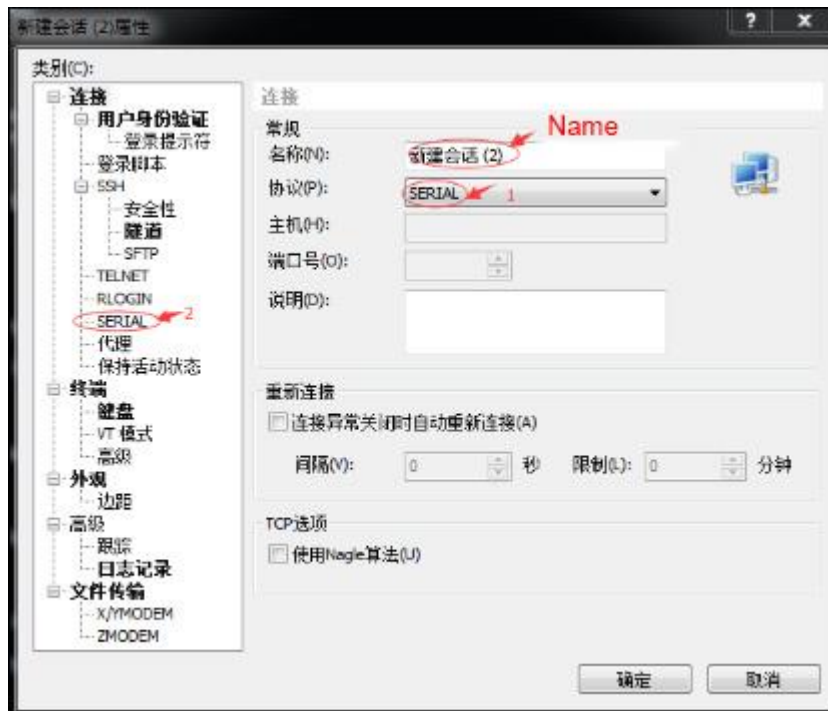 新建会话 (2)属性
类别(C):
连接
用户身份验证
登录提示符
登录脚本
SSH
安全性
隧道
SFTP
TELNET
RLOGIN
SERIAL
2
代理
保持活动状态
终端
键盘
VT 模式
高级
外观
边距
高级
跟踪
日志记录
文件传输
X/YMODEM
ZMODEM
连接
常规
Name
名称(N): 新建会话 (2)
协议(P): SERIAL 1
主机(H):
端口号(O):
说明(D):
重新连接
连接异常关闭时自动重新连接(A)
间隔(V): 0 秒 限制(L): 0 分钟
TCP选项
使用Nagle算法(U)
确定 取消